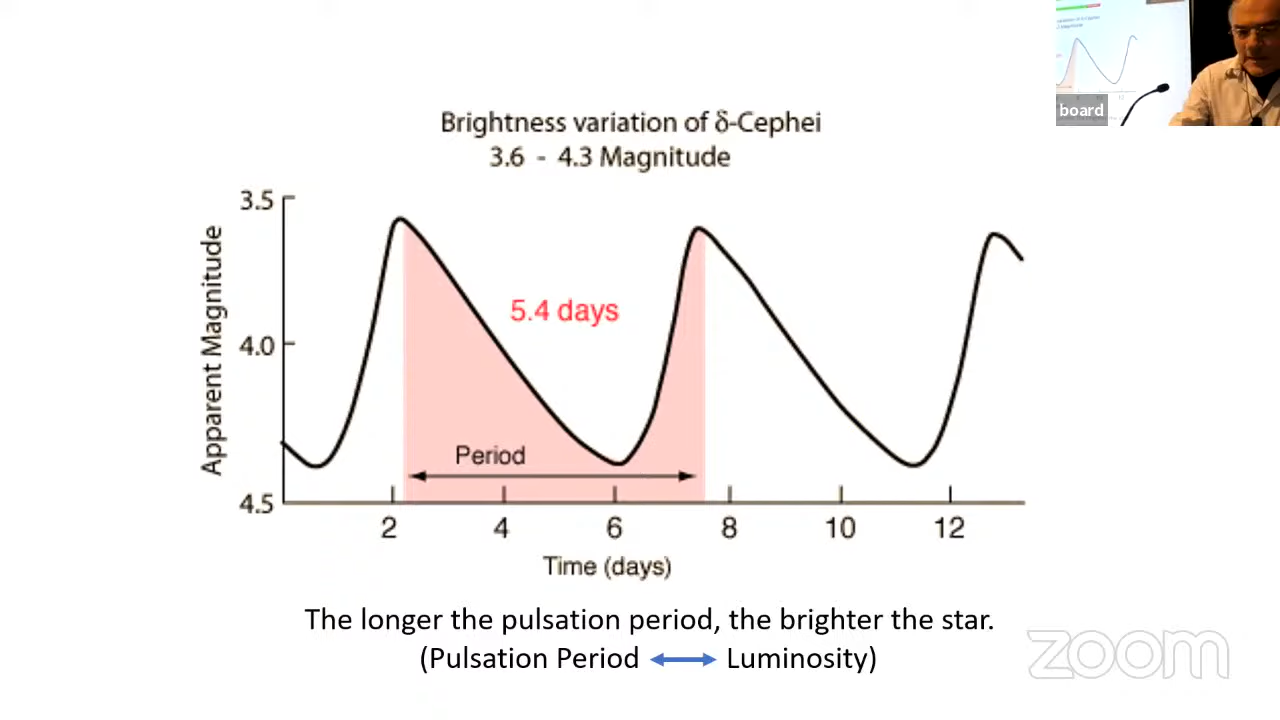 board
Brightness variation of δ-Cephei
3.6 - 4.3 Magnitude
3.5
4.0
4.5
Apparent Magnitude
5.4 days
Period
2 4 6 8 10 12
Time (days)
The longer the pulsation period, the brighter the star.
(Pulsation Period ⟷ Luminosity)
zoom